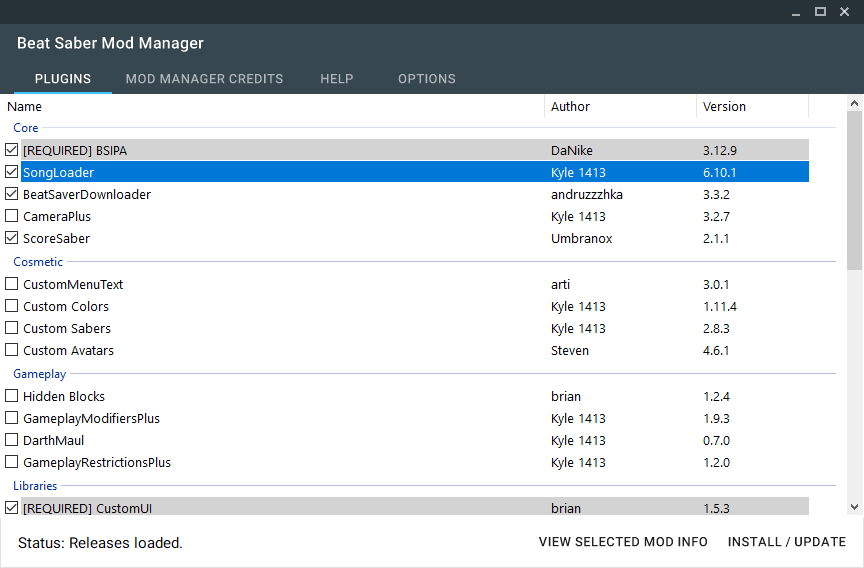 Beat Saber Mod Manager
PLUGINS MOD MANAGER CREDITS HELP OPTIONS
Name Author Version
Core
[REQUIRED] BSIPA DaNike 3.12.9
SongLoader Kyle 1413 6.10.1
BeatSaverDownloader andruzzzhka 3.3.2
CameraPlus Kyle 1413 3.2.7
ScoreSaber Umbranox 2.1.1
Cosmetic
CustomMenuText arti 3.0.1
Custom Colors Kyle 1413 1.11.4
Custom Sabers Kyle 1413 2.8.3
Custom Avatars Steven 4.6.1
Gameplay
Hidden Blocks brian 1.2.4
GameplayModifiersPlus Kyle 1413 1.9.3
DarthMaul Kyle 1413 0.7.0
GameplayRestrictionsPlus Kyle 1413 1.2.0
Libraries
[REQUIRED] CustomUI brian 1.5.3
Status: Releases loaded. VIEW SELECTED MOD INFO INSTALL / UPDATE